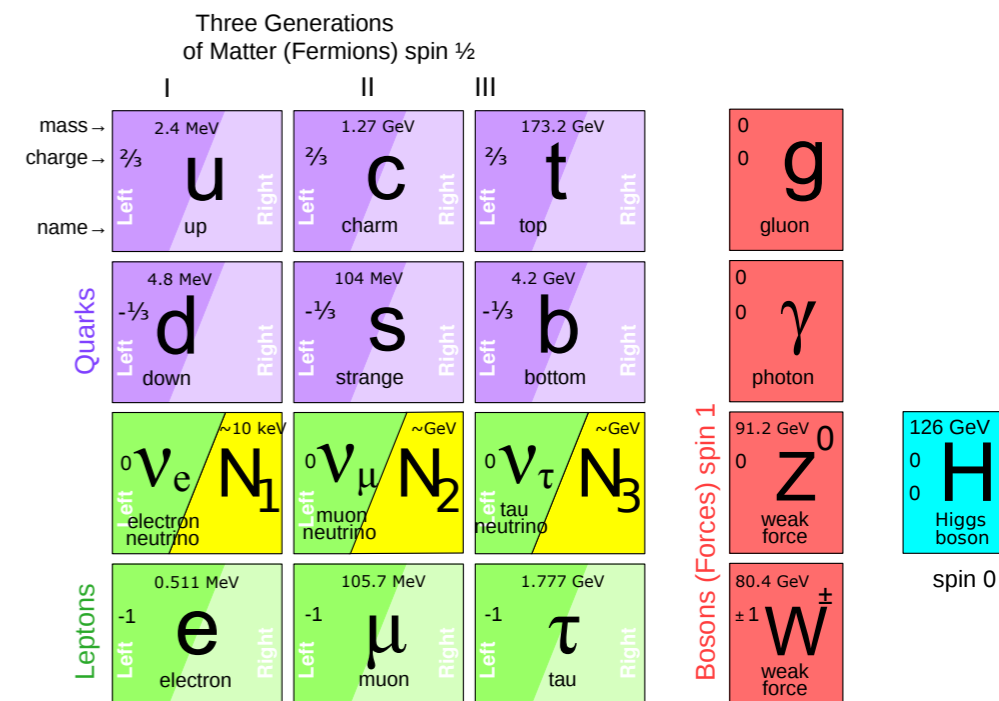 Three Generations
of Matter (Fermions) spin ½
I II III
mass→
charge→
name→
2.4 MeV
⅔
u
Left
Right
up
1.27 GeV
⅔
c
Left
Right
charm
173.2 GeV
⅔
t
Left
Right
top
0
0
g
gluon
Quarks
4.8 MeV
-⅓
d
Left
Right
down
104 MeV
-⅓
s
Left
Right
strange
4.2 GeV
-⅓
b
Left
Right
bottom
0
0
γ
photon
~10 keV
0
νe
N1
Left
electron
neutrino
~GeV
0
νμ
N2
Left
muon
neutrino
~GeV
0
ντ
N3
Left
tau
neutrino
Bosons (Forces) spin 1
91.2 GeV
0
Z0
weak
force
126 GeV
0
0
H
Higgs
boson
spin 0
Leptons
0.511 MeV
-1
e
Left
Right
electron
105.7 MeV
-1
μ
Left
Right
muon
1.777 GeV
-1
τ
Left
Right
tau
80.4 GeV
±1
W±
weak
force